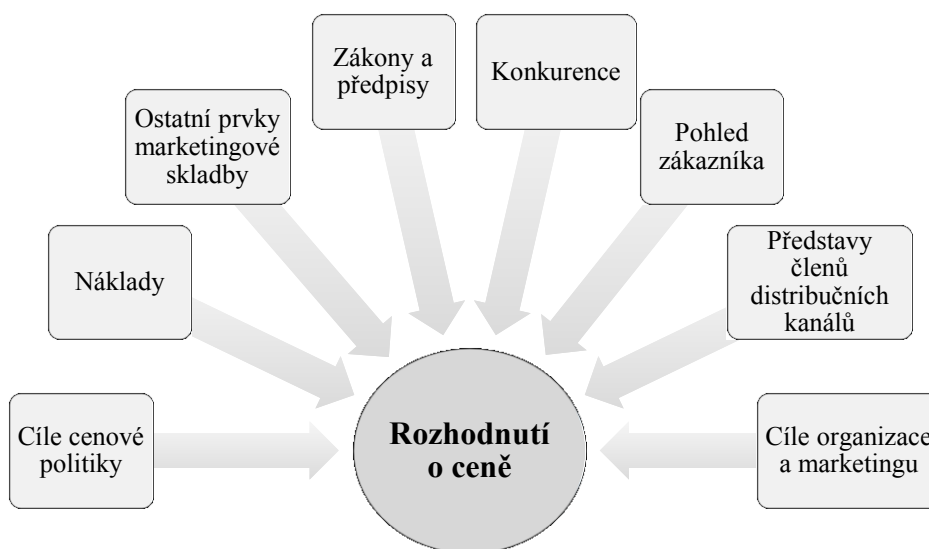 Zákony a
předpisy
Konkurence
Ostatní prvky
marketingové
skladby
Pohled
zákazníka
Náklady
Představy
členů
distribučních
kanálů
Cíle cenové
politiky
Rozhodnutí
o ceně
Cíle organizace
a marketingu